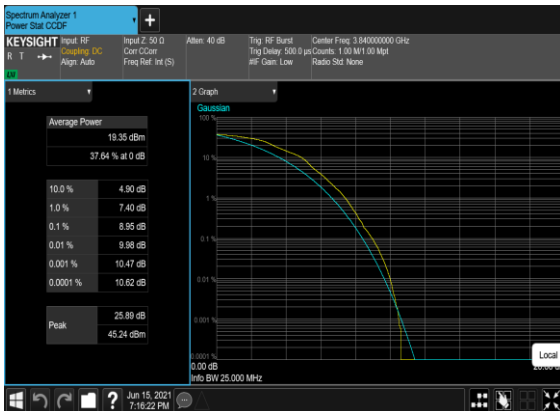 Spectrum Analyzer 1
Power Stat CCDF
KEYSIGHT
R T
LXI
Input: RF
Coupling: DC
Align: Auto
Input Z: 50 Ω
Corr CCorr
Freq Ref: Int (S)
Atten: 40 dB
Trig: RF Burst
Trig Delay: 500.0 µs
#IF Gain: Low
Center Freq: 3.840000000 GHz
Counts: 1.00 M/1.00 Mpt
Radio Std: None
1 Metrics
Average Power
19.35 dBm
37.64 % at 0 dB
10.0 % 4.90 dB
1.0 % 7.40 dB
0.1 % 8.95 dB
0.01 % 9.98 dB
0.001 % 10.47 dB
0.0001 % 10.62 dB
Peak
25.89 dB
45.24 dBm
2 Graph
Gaussian
100 %
10 %
1 %
0.1 %
0.01 %
0.001 %
0.0001 %
0.00 dB
Info BW 25.000 MHz
Local
Jun 15, 2021
7:16:22 PM